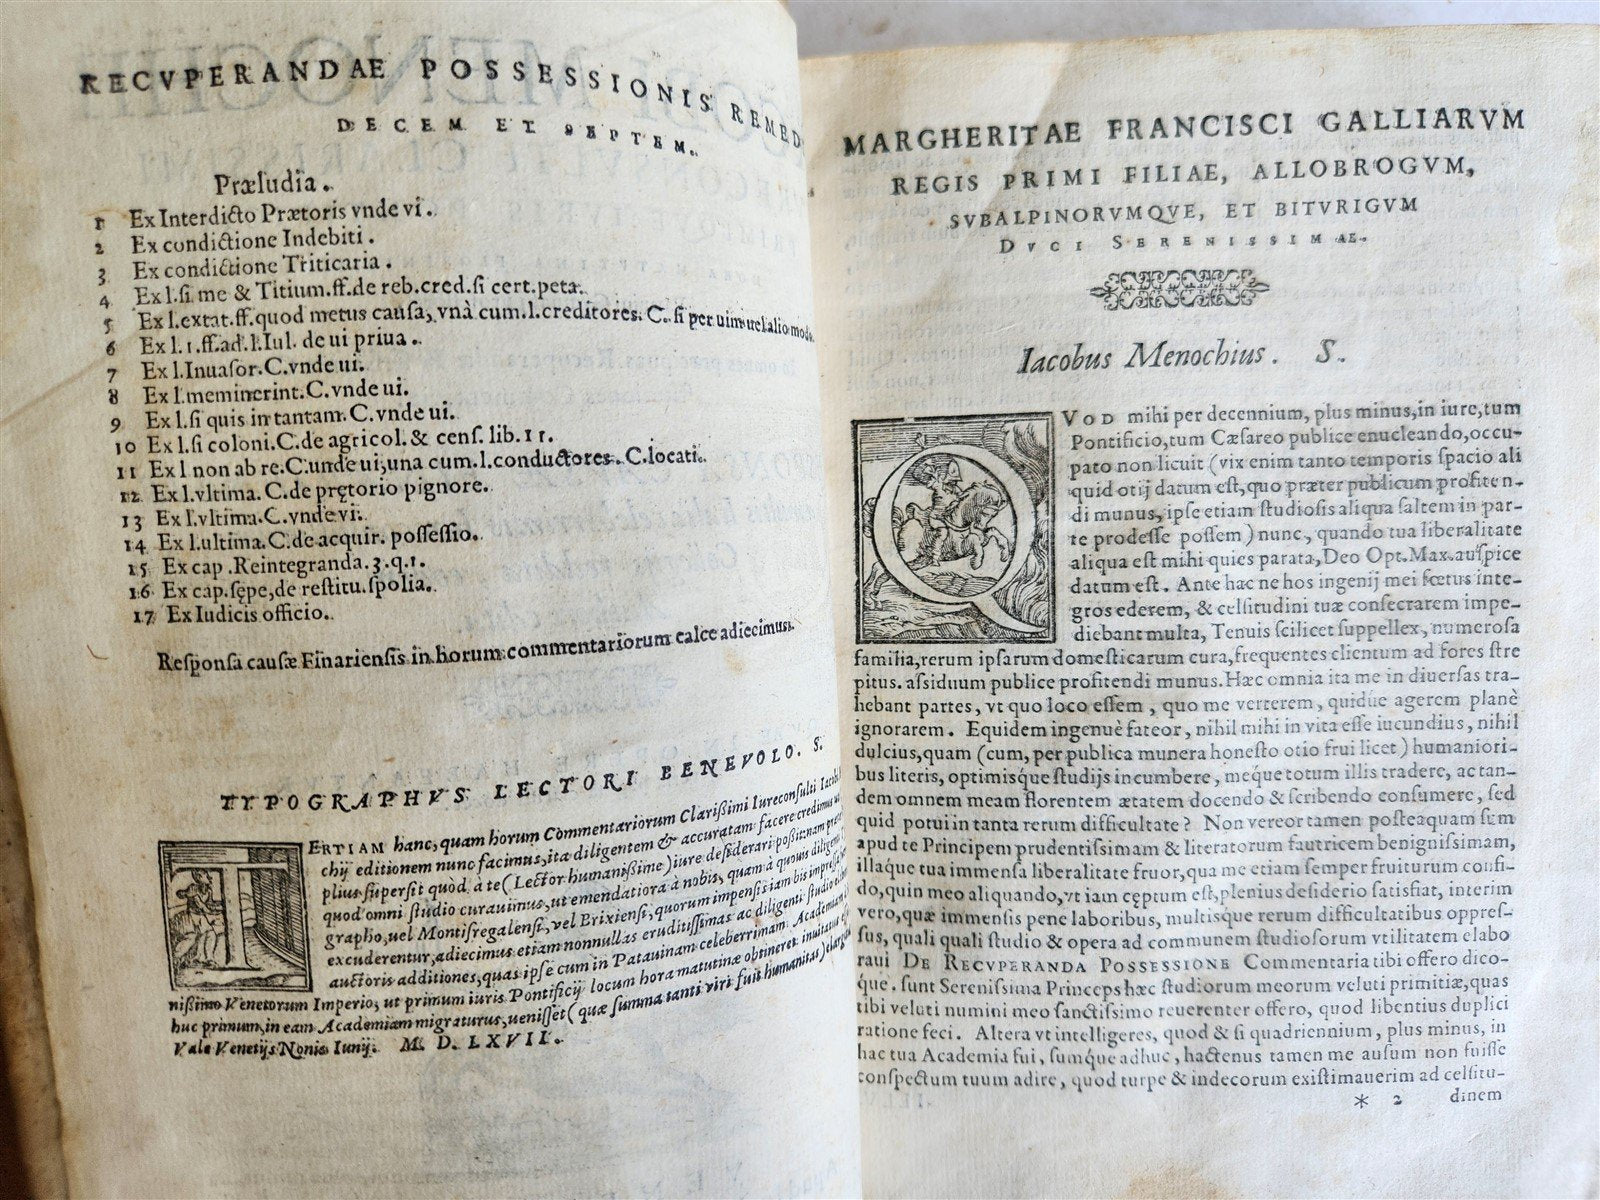 RECVPERANDAE POSSESSIONIS REMED
DECEM ET SEPTEM.
Præludia.
1 Ex Interdicto Prætoris vnde vi.
2 Ex condictione Indebiti.
3 Ex condictione Triticaria.
4 Ex l. si me & Titium. ff. de reb. cred. si cert. peta.
5 Ex l. extat. ff. quod metus causa, vnà cum. l. creditores. C. si per uim uel alio modo.
6 Ex l. 1. ff. ad. l. Iul. de ui priua.
7 Ex l. Inuasor. C. vnde ui.
8 Ex l. meminerint. C. vnde ui.
9 Ex l. si quis in tantam. C. vnde ui.
10 Ex l. si coloni. C. de agricol. & cens. lib. 11.
11 Ex l non ab re. C. unde ui, una cum. l. conductores. C. locati.
12 Ex l. vltima. C. de prętorio pignore.
13 Ex l. vltima. C. vnde vi.
14 Ex l. ultima. C. de acquir. possessio.
15 Ex cap. Reintegranda. 3. q. 1.
16 Ex cap. sępe, de restitu. spolia.
17 Ex Iudicis officio.
Responsa causæ Finariensis in horum commentariorum calce adiecimus.
TYPOGRAPHVS LECTORI BENEVOLO. S.
TERTIAM hanc, quam horum Commentariorum Clarißimi Iureconsulti Iacobi
chij editionem nunc facimus, ita diligentem & accuratam facere credimus
plius supersit quod à te (Lector humanißime) iure desiderari possit: nam
quod omni studio curauimus, ut emendatiora à nobis, quam à quouis diligenti
grapho, uel Montisregalensi, vel Brixiensi, quorum impensis iam bis impressa
excuderentur, adiecimus etiam nonnullas eruditissimas ac diligenti studio
auctoris additiones, quas ipse cum in Patauinam celeberrimam Academiam
nißimo Venetorum Imperio, ut primum iuris Pontificij locum hora matutinæ obtineret inuitatus
huc primum, in eam Academiam migraturus, uenisset (quæ summa tanti viri fuit humanitas)
Vale Venetijs Nonis Iunij. M. D. LXVII.
MARGHERITAE FRANCISCI GALLIARVM
REGIS PRIMI FILIAE, ALLOBROGVM,
SVBALPINORVMQVE, ET BITVRIGVM
DVCI SERENISSIMAE.
Iacobus Menochius. S.
QVOD mihi per decennium, plus minus, in iure, tum
Pontificio, tum Cæsareo publice enucleando, occu-
pato non licuit (vix enim tanto temporis spacio ali
quid otij datum est, quo præter publicum profiten-
di munus, ipse etiam studiosis aliqua saltem in par-
te prodesse possem) nunc, quando tua liberalitate
aliqua est mihi quies parata, Deo Opt. Max. auspice
datum est. Ante hac ne hos ingenij mei fœtus inte-
gros ederem, & celsitudini tuæ consecrarem impe-
diebant multa, Tenuis scilicet suppellex, numerosa
familia, rerum ipsarum domesticarum cura, frequentes clientum ad fores stre
pitus. assiduum publice profitendi munus. Hæc omnia ita me in diuersas tra-
hebant partes, vt quo loco essem, quo me verterem, quidúe agerem planè
ignorarem. Equidem ingenuè fateor, nihil mihi in vita esse iucundius, nihil
dulcius, quam (cum, per publica munera honesto otio frui licet) humaniori-
bus literis, optimisque studijs incumbere, meque totum illis tradere, ac tan-
dem omnem meam florentem ætatem docendo & scribendo consumere, sed
quid potui in tanta rerum difficultate? Non vereor tamen posteaquam sum
apud te Principem prudentissimam & literatorum fautricem benignissimam,
illaque tua immensa liberalitate fruor, qua me etiam semper fruiturum confi-
do, quin meo aliquando, vt iam cęptum est, plenius desiderio satisfiat, interim
vero, quæ immensis pene laboribus, multisque rerum difficultatibus oppres-
sus, quali quali studio & opera ad communem studiosorum vtilitatem elabo
raui DE RECVPERANDA POSSESSIONE Commentaria tibi offero dico-
que. sunt Serenissima Princeps hæc studiorum meorum veluti primitiæ, quas
tibi veluti numini meo sanctissimo reuerenter offero, quod libentius duplici
ratione feci. Altera vt intelligeres, quod & si quadriennium, plus minus, in
hac tua Academia fui, sumque adhuc, hactenus tamen me ausum non fuisse
conspectum tuum adire, quod turpe & indecorum existimauerim ad celsitu-
* 2 dinem